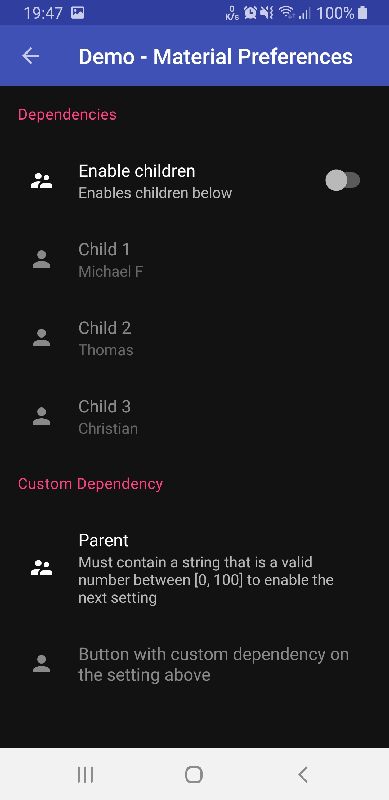 19:47
0 K/s 100%
Demo - Material Preferences
Dependencies
Enable children
Enables children below
Child 1
Michael F
Child 2
Thomas
Child 3
Christian
Custom Dependency
Parent
Must contain a string that is a valid
number between [0, 100] to enable the
next setting
Button with custom dependency on
the setting above